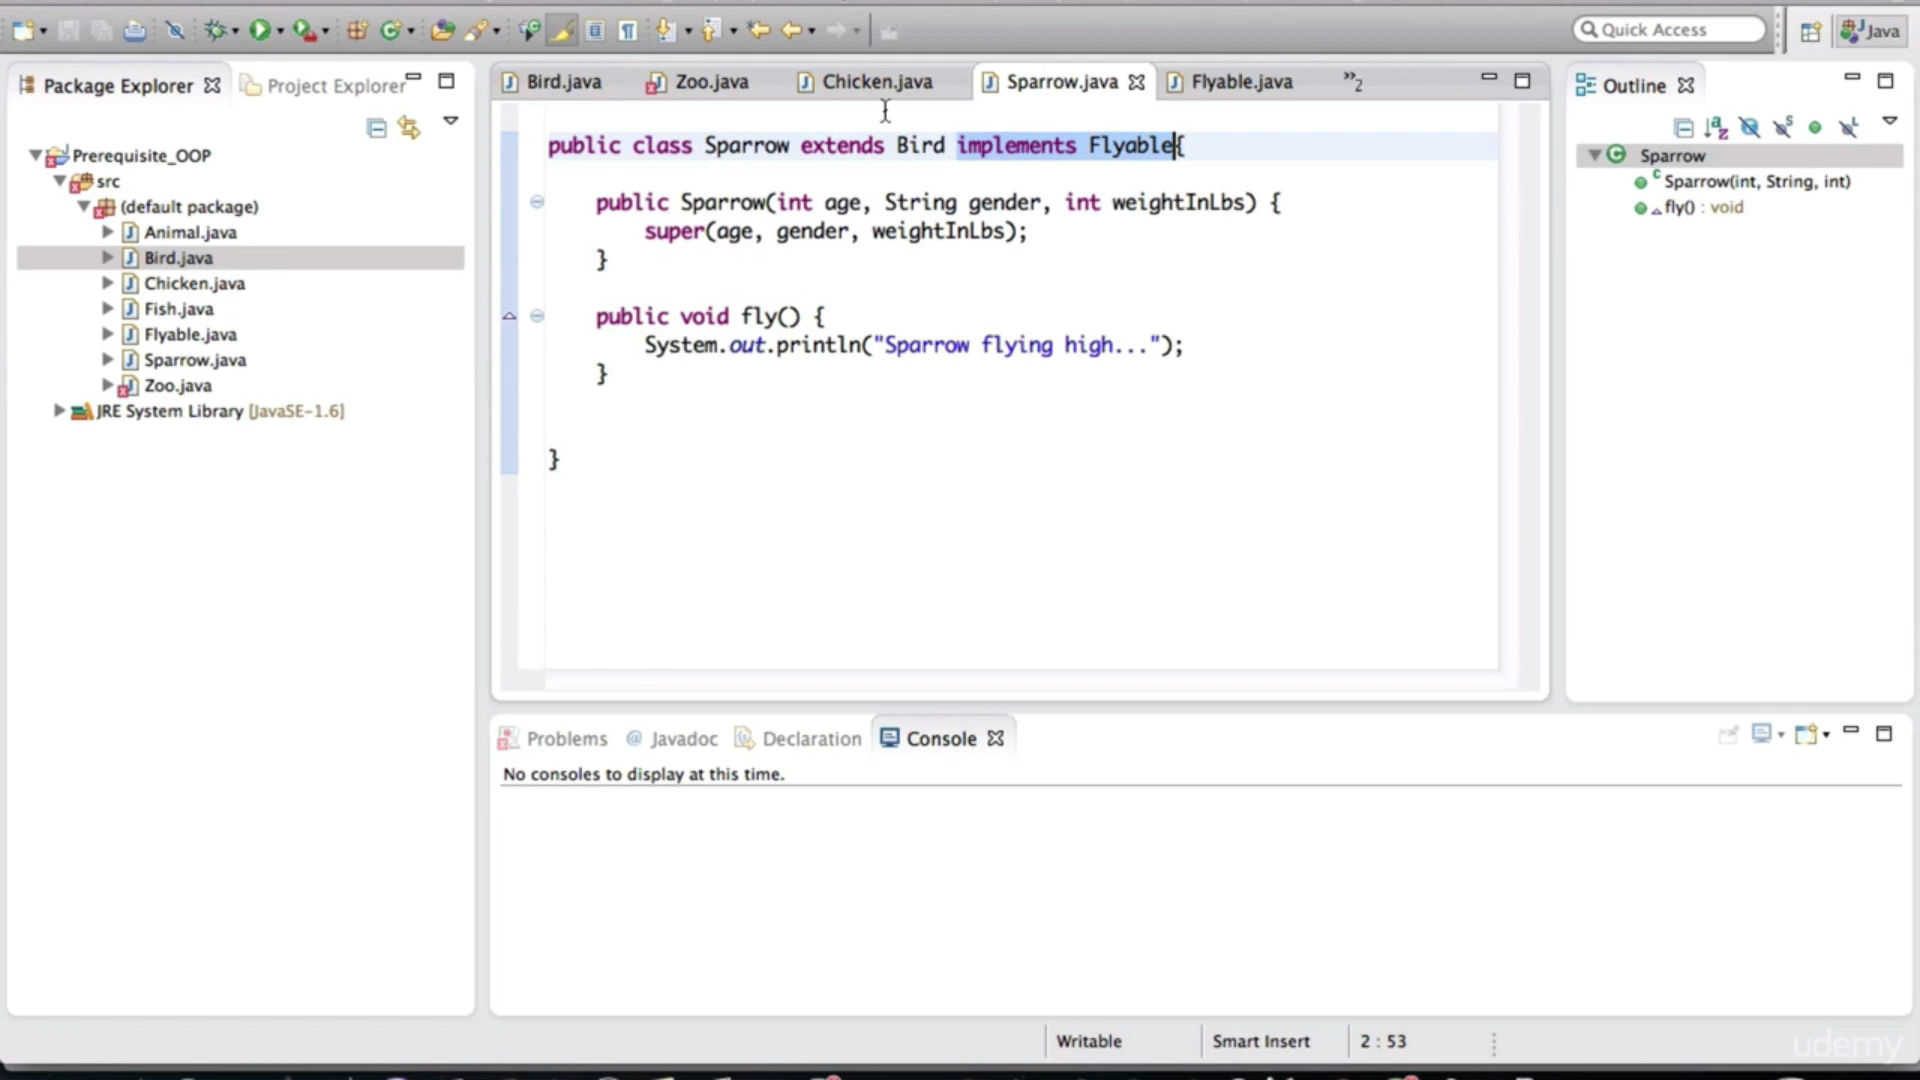 Quick Access
Java
Package Explorer
Project Explorer
Prerequisite_OOP
src
(default package)
Animal.java
Bird.java
Chicken.java
Fish.java
Flyable.java
Sparrow.java
Zoo.java
JRE System Library [JavaSE-1.6]
Bird.java
Zoo.java
Chicken.java
Sparrow.java
Flyable.java
»2
public class Sparrow extends Bird implements Flyable{
public Sparrow(int age, String gender, int weightInLbs) {
super(age, gender, weightInLbs);
}
public void fly() {
System.out.println("Sparrow flying high...");
}
}
Outline
Sparrow
Sparrow(int, String, int)
fly() : void
Problems
@ Javadoc
Declaration
Console
No consoles to display at this time.
Writable
Smart Insert
2 : 53
udemy